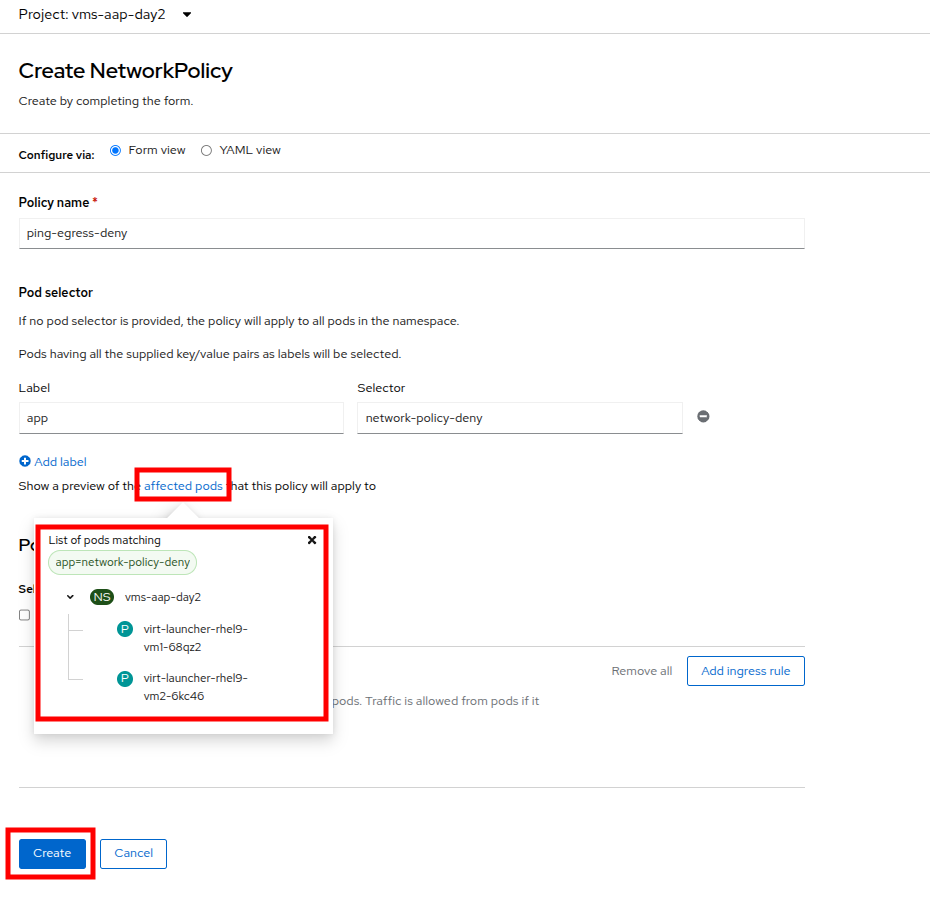 Project: vms-aap-day2
Create NetworkPolicy
Create by completing the form.
Configure via:
Form view
YAML view
Policy name *
ping-egress-deny
Pod selector
If no pod selector is provided, the policy will apply to all pods in the namespace.
Pods having all the supplied key/value pairs as labels will be selected.
Label
Selector
app
network-policy-deny
Add label
Show a preview of the affected pods that this policy will apply to
List of pods matching
app=network-policy-deny
NS vms-aap-day2
P virt-launcher-rhel9-
vm1-68qz2
P virt-launcher-rhel9-
vm2-6kc46
Remove all
Add ingress rule
pods. Traffic is allowed from pods if it
Create
Cancel